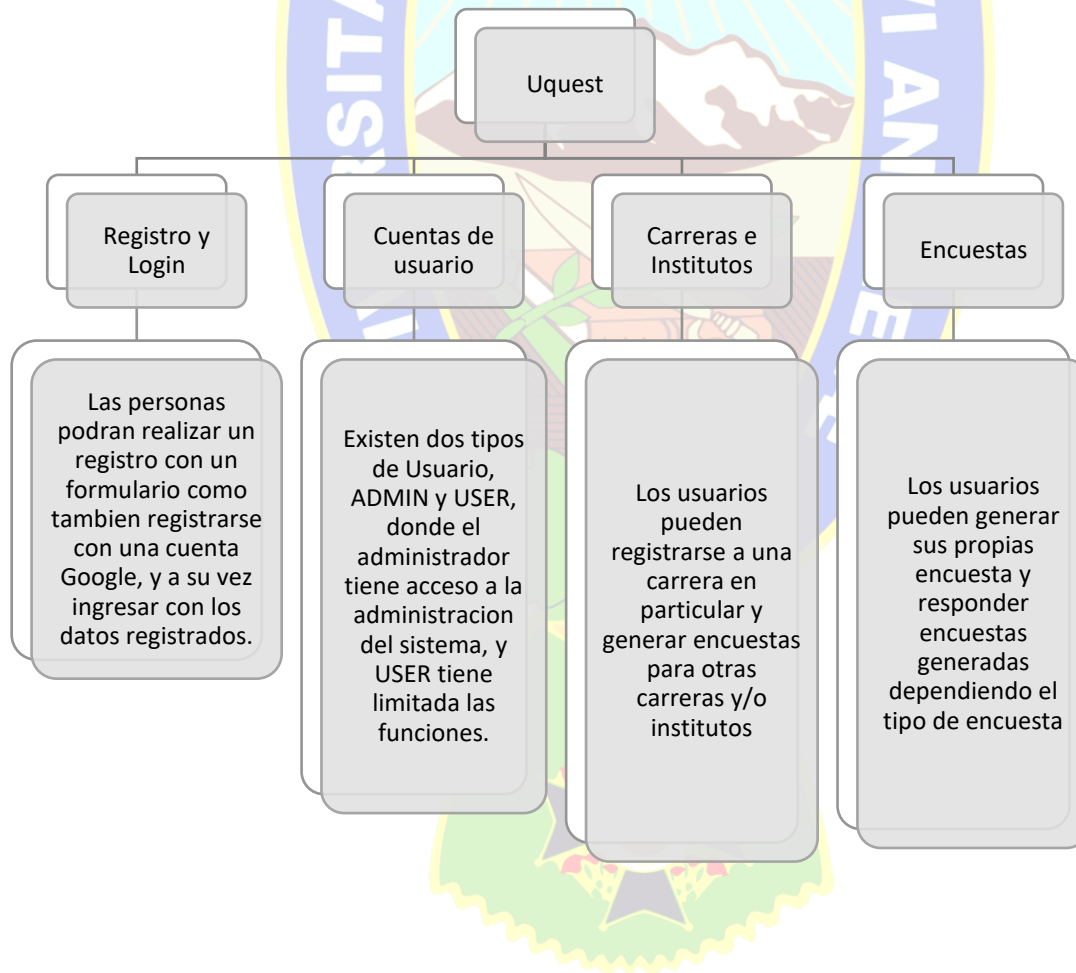 Uquest
Registro y
Login
Cuentas de
usuario
Carreras e
Institutos
Encuestas
Las personas
podran realizar un
registro con un
formulario como
tambien registrarse
con una cuenta
Google, y a su vez
ingresar con los
datos registrados.
Existen dos tipos
de Usuario,
ADMIN y USER,
donde el
administrador
tiene acceso a la
administracion
del sistema, y
USER tiene
limitada las
funciones.
Los usuarios
pueden
registrarse a una
carrera en
particular y
generar encuestas
para otras
carreras y/o
institutos
Los usuarios
pueden generar
sus propias
encuesta y
responder
encuestas
generadas
dependiendo el
tipo de encuesta